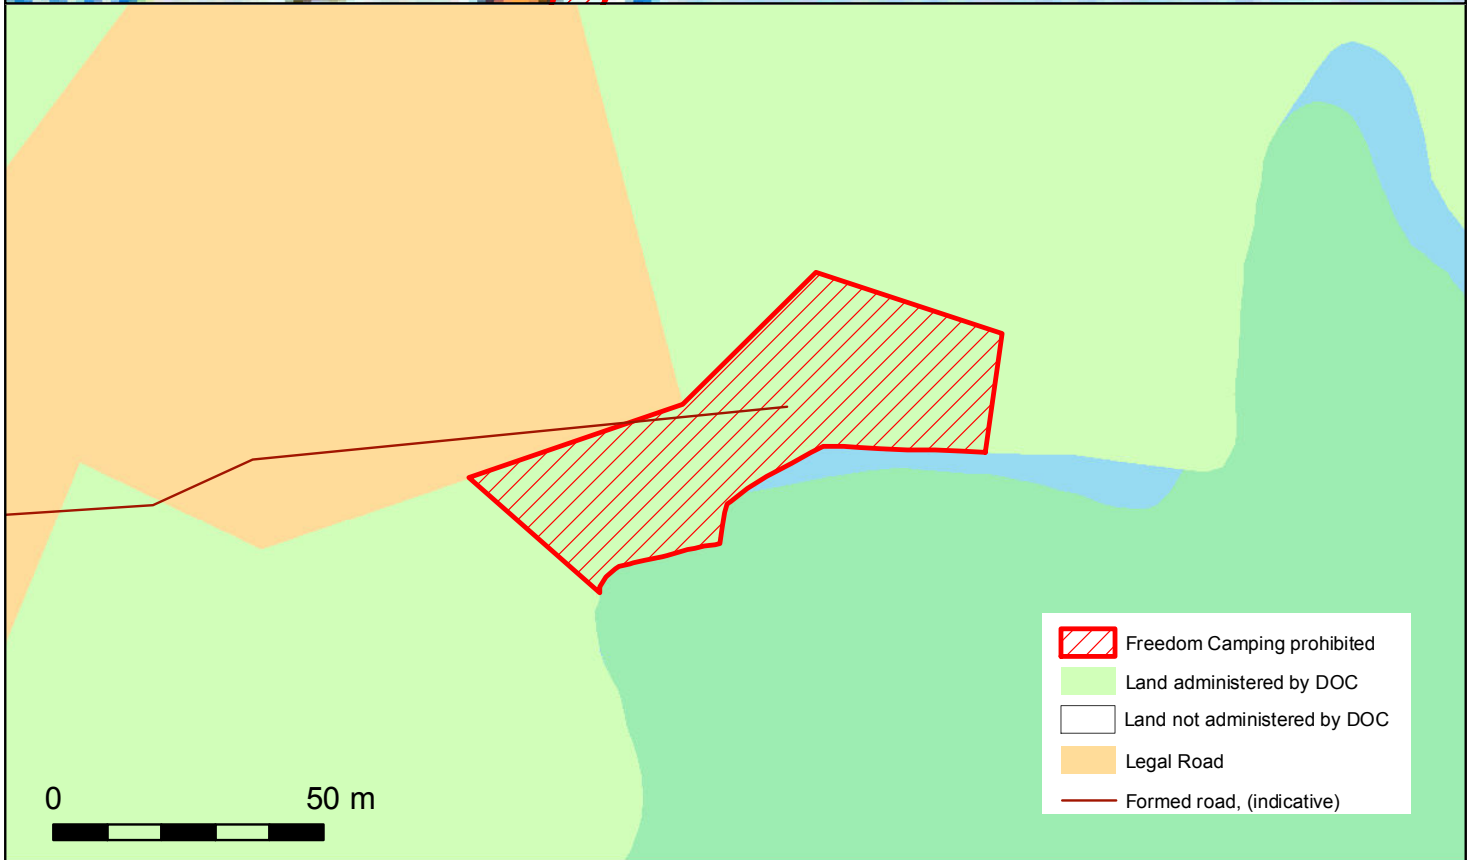 Freedom Camping prohibited
Land administered by DOC
Land not administered by DOC
Legal Road
Formed road, (indicative)
0 50 m